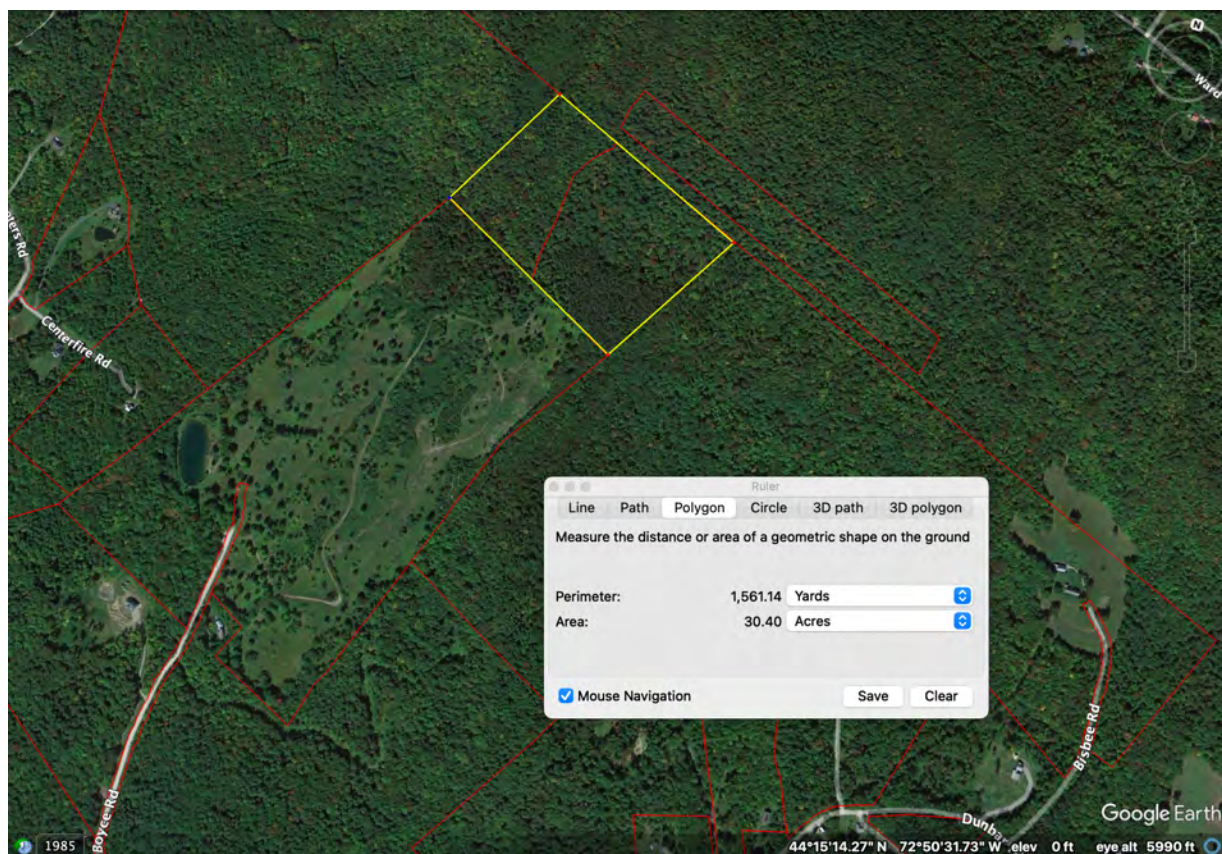 N
Ward
Centerfire Rd
Ruler
Line Path Polygon Circle 3D path 3D polygon
Measure the distance or area of a geometric shape on the ground
Perimeter: 1,561.14 Yards
Area: 30.40 Acres
Mouse Navigation Save Clear
Boyce Rd
Bisbee Rd
Google Earth
1985
44°15'14.27" N 72°50'31.73" W elev 0 ft eye alt 5990 ft